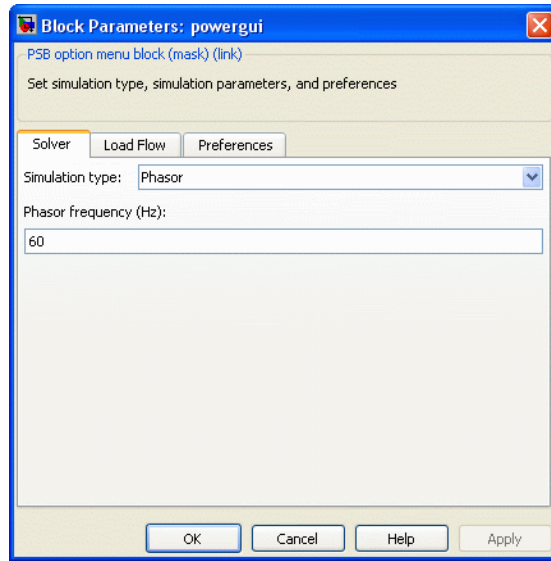 Block Parameters: powergui
PSB option menu block (mask) (link)
Set simulation type, simulation parameters, and preferences
Solver Load Flow Preferences
Simulation type: Phasor
Phasor frequency (Hz):
60
OK Cancel Help Apply